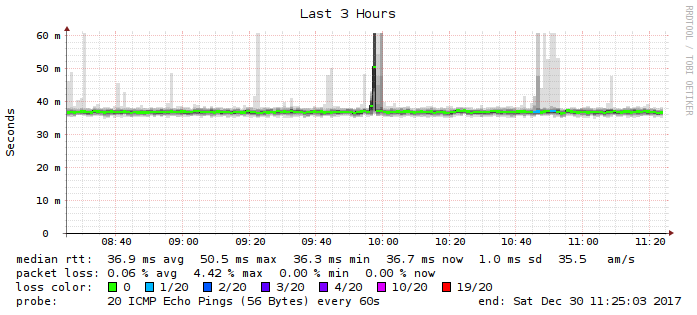 Last 3 Hours
RRDTOOL / TOBI OETIKER
Seconds
60 m
50 m
40 m
30 m
20 m
10 m
0
08:40 09:00 09:20 09:40 10:00 10:20 10:40 11:00 11:20
median rtt: 36.9 ms avg 50.5 ms max 36.3 ms min 36.7 ms now 1.0 ms sd 35.5 am/s
packet loss: 0.06 % avg 4.42 % max 0.00 % min 0.00 % now
loss color: 0 1/20 2/20 3/20 4/20 10/20 19/20
probe: 20 ICMP Echo Pings (56 Bytes) every 60s end: Sat Dec 30 11:25:03 2017